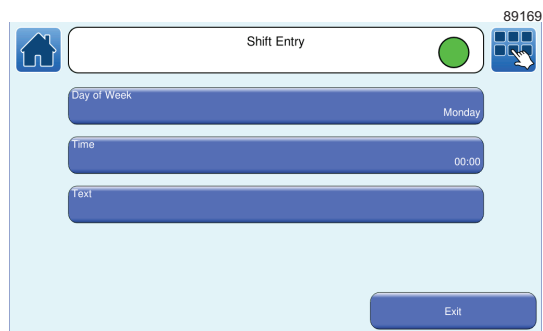 89169
Shift Entry
Day of Week
Monday
Time
00:00
Text
Exit